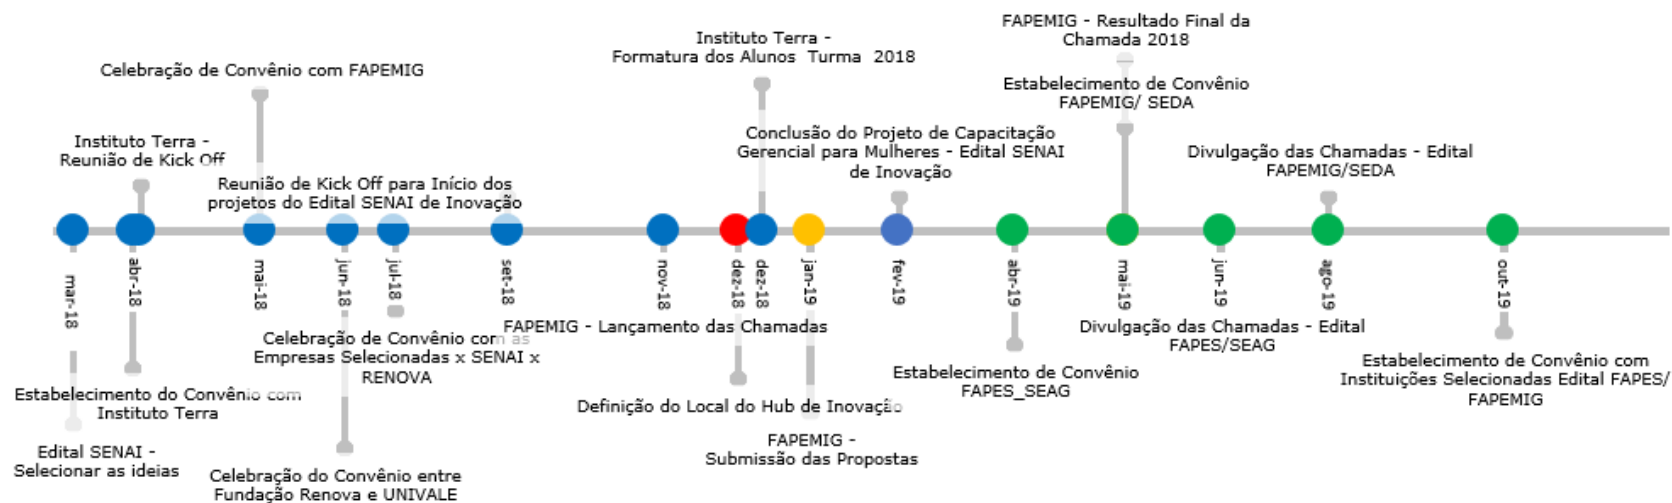 FAPEMIG - Resultado Final da
Chamada 2018
Instituto Terra -
Formatura dos Alunos Turma 2018
Celebração de Convênio com FAPEMIG
Estabelecimento de Convênio
FAPEMIG/ SEDA
Instituto Terra -
Reunião de Kick Off
Conclusão do Projeto de Capacitação
Gerencial para Mulheres - Edital SENAI
de Inovação
Divulgação das Chamadas - Edital
FAPEMIG/SEDA
Reunião de Kick Off para Início dos
projetos do Edital SENAI de Inovação
mar-18
abr-18
mai-18
jun-18
jul-18
set-18
nov-18
dez-18
dez-18
jan-19
fev-19
abr-19
mai-19
jun-19
ago-19
out-19
FAPEMIG - Lançamento das Chamadas
Divulgação das Chamadas - Edital
FAPES/SEAG
Celebração de Convênio com as
Empresas Selecionadas x SENAI x
RENOVA
Estabelecimento de Convênio com
Instituições Selecionadas Edital FAPES/
FAPEMIG
Estabelecimento de Convênio
FAPES_SEAG
Estabelecimento do Convênio com
Instituto Terra
Definição do Local do Hub de Inovação
FAPEMIG -
Submissão das Propostas
Edital SENAI -
Selecionar as ideias
Celebração do Convênio entre
Fundação Renova e UNIVALE